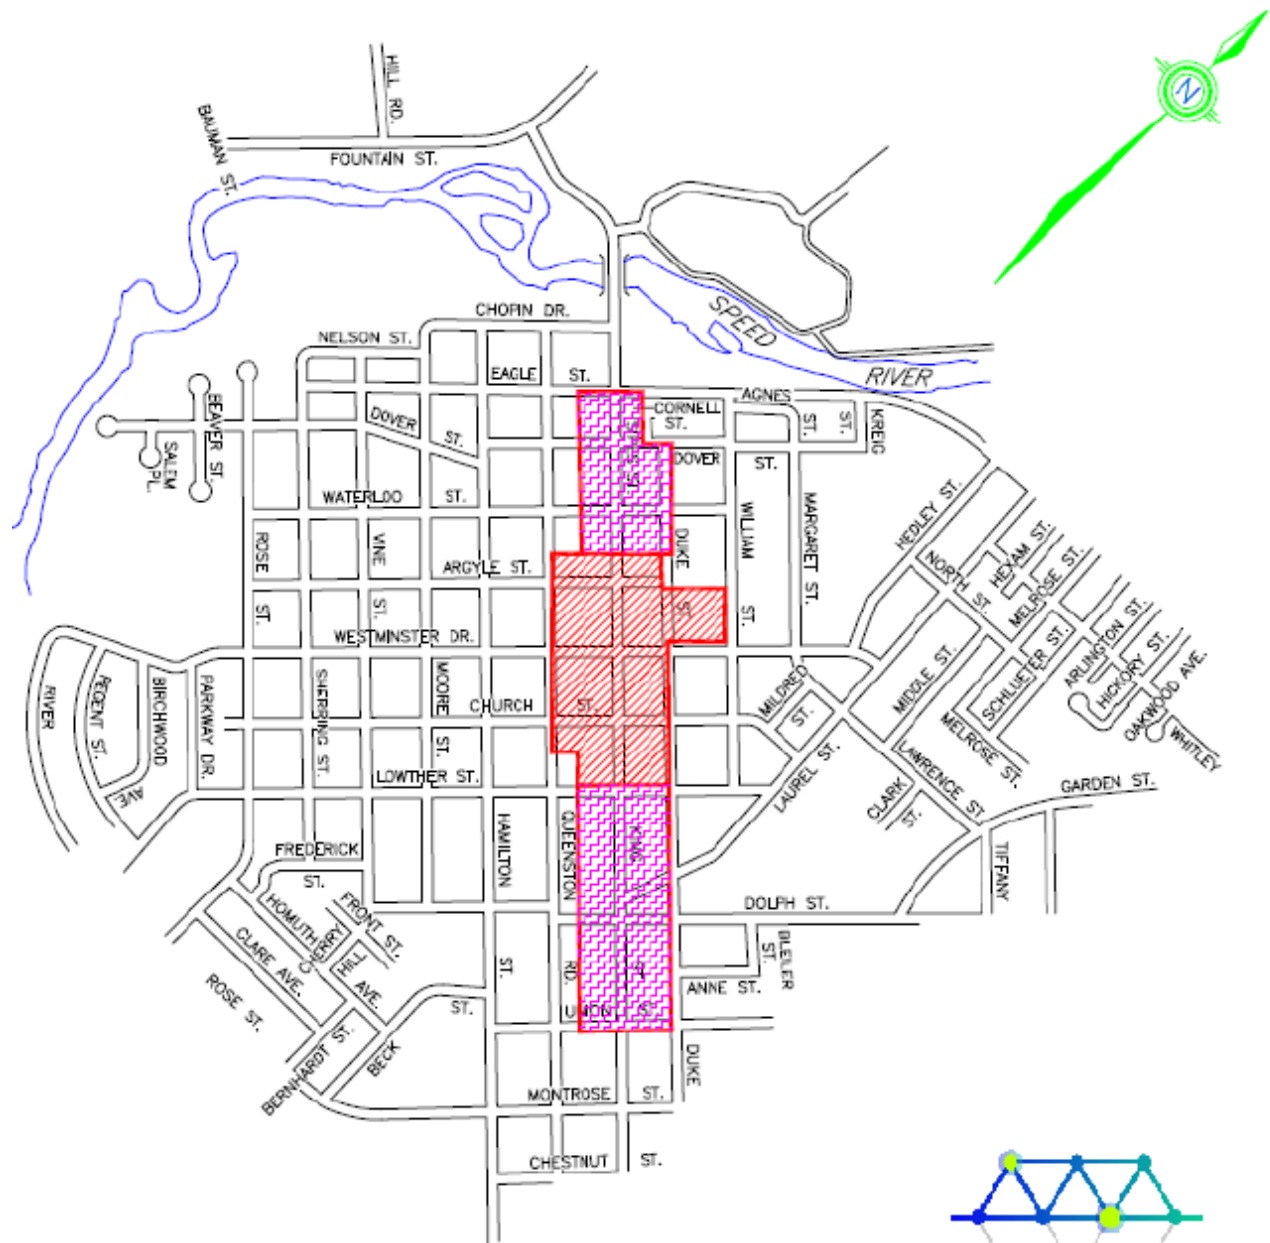 N
HILL RD.
BAUMAN ST.
FOUNTAIN ST.
SPEED
RIVER
CHOPIN DR.
NELSON ST.
EAGLE ST.
AGNES ST.
CORNELL ST.
ST.
KREIG
BEAVER ST.
SALEM PL.
DOVER ST.
DOVER ST.
WATERLOO ST.
ROSE ST.
VINE ST.
ARGYLE ST.
DUKE ST.
WILLIAM ST.
MARGARET ST.
HEDLEY ST.
NORTH ST.
HEXAM ST.
MELROSE ST.
ARLINGTON ST.
HICKORY ST.
OAKWOOD AVE.
WHITLEY
SCHLUETER ST.
MIDDLE ST.
MELROSE ST.
WESTMINSTER DR.
RIVER
REGENT ST.
BIRCHWOOD AVE.
PARKWAY DR.
SHERRING ST.
MOORE ST.
CHURCH ST.
MILDRED ST.
LAUREL ST.
LAWRENCE ST.
CLARK ST.
GARDEN ST.
TIFFANY
LOWTHER ST.
HAMILTON ST.
QUEENSTON RD.
KING ST.
FREDERICK ST.
FRONT ST.
HOMUTH
CHERRY HILL
AVE.
CLARE AVE.
ROSE ST.
BERNHARDT ST.
BECK ST.
DOLPH ST.
BLEILER ST.
ANNE ST.
UNION ST.
DUKE
MONTROSE ST.
CHESTNUT ST.